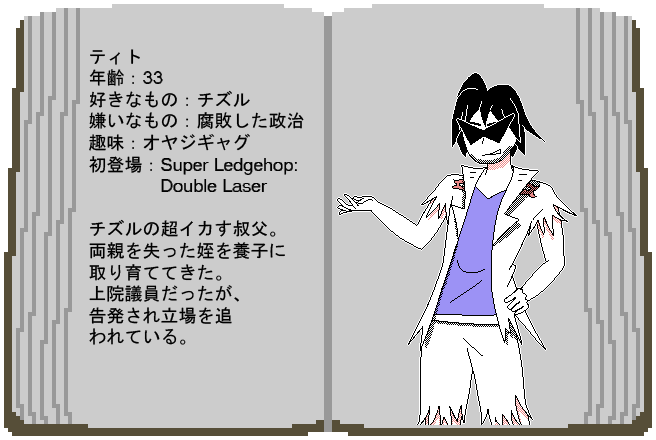 ティト
年齢：33
好きなもの：チズル
嫌いなもの：腐敗した政治
趣味：オヤジギャグ
初登場：Super Ledgehop:
Double Laser
チズルの超イカす叔父。
両親を失った姪を養子に
取り育ててきた。
上院議員だったが、
告発され立場を追
われている。